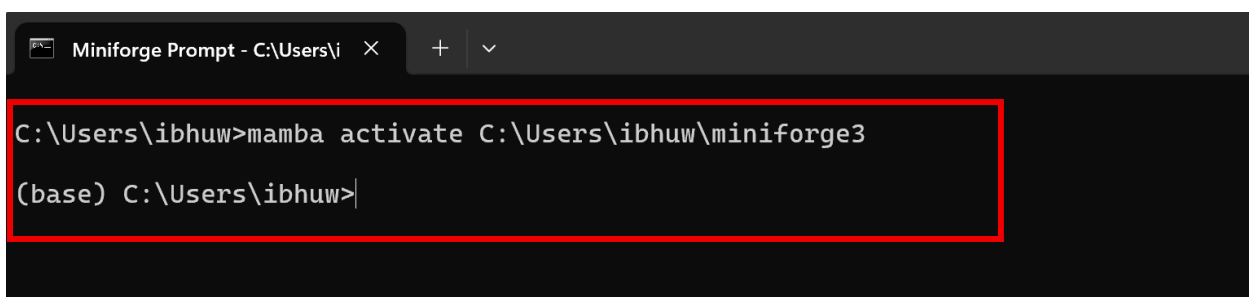 Miniforge Prompt - C:\Users\i
C:\Users\ibhuw>mamba activate C:\Users\ibhuw\miniforge3
(base) C:\Users\ibhuw>